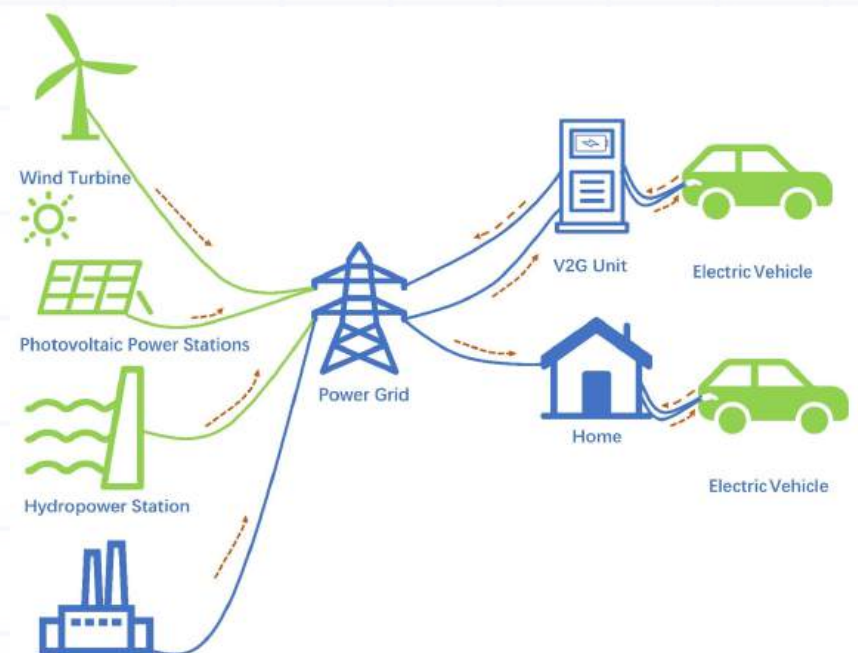 Wind Turbine
V2G Unit
Electric Vehicle
Photovoltaic Power Stations
Power Grid
Home
Electric Vehicle
Hydropower Station